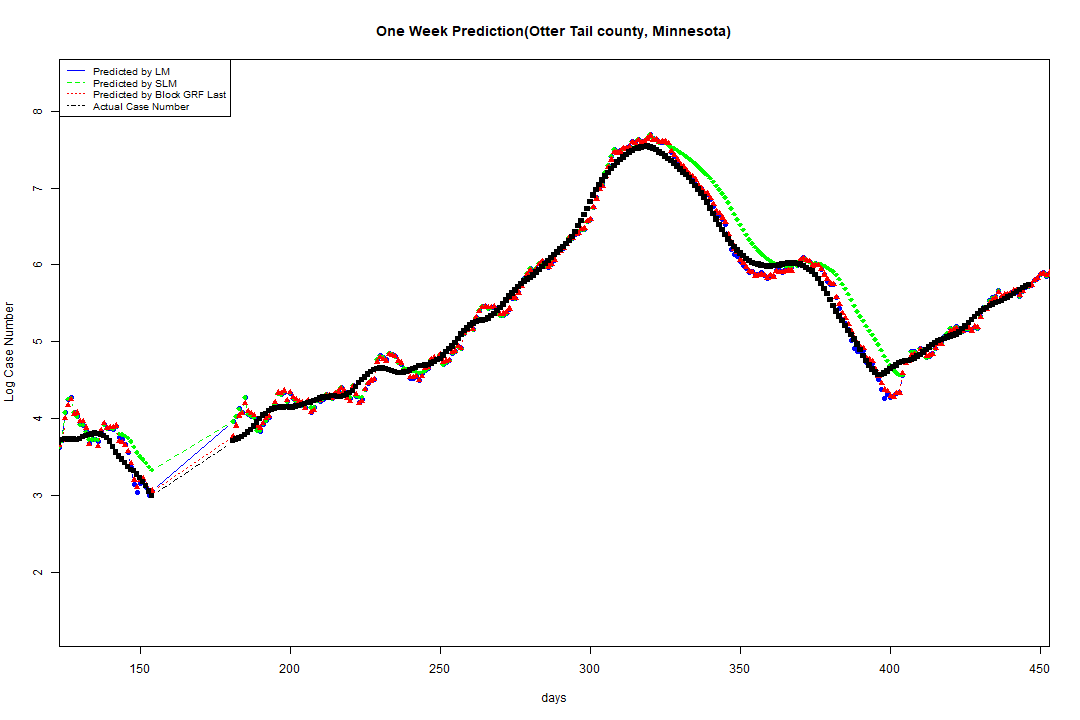 One Week Prediction(Otter Tail county, Minnesota)
Predicted by LM
Predicted by SLM
Predicted by Block GRF Last
Actual Case Number
8
7
6
5
4
3
2
Log Case Number
150 200 250 300 350 400 450
days